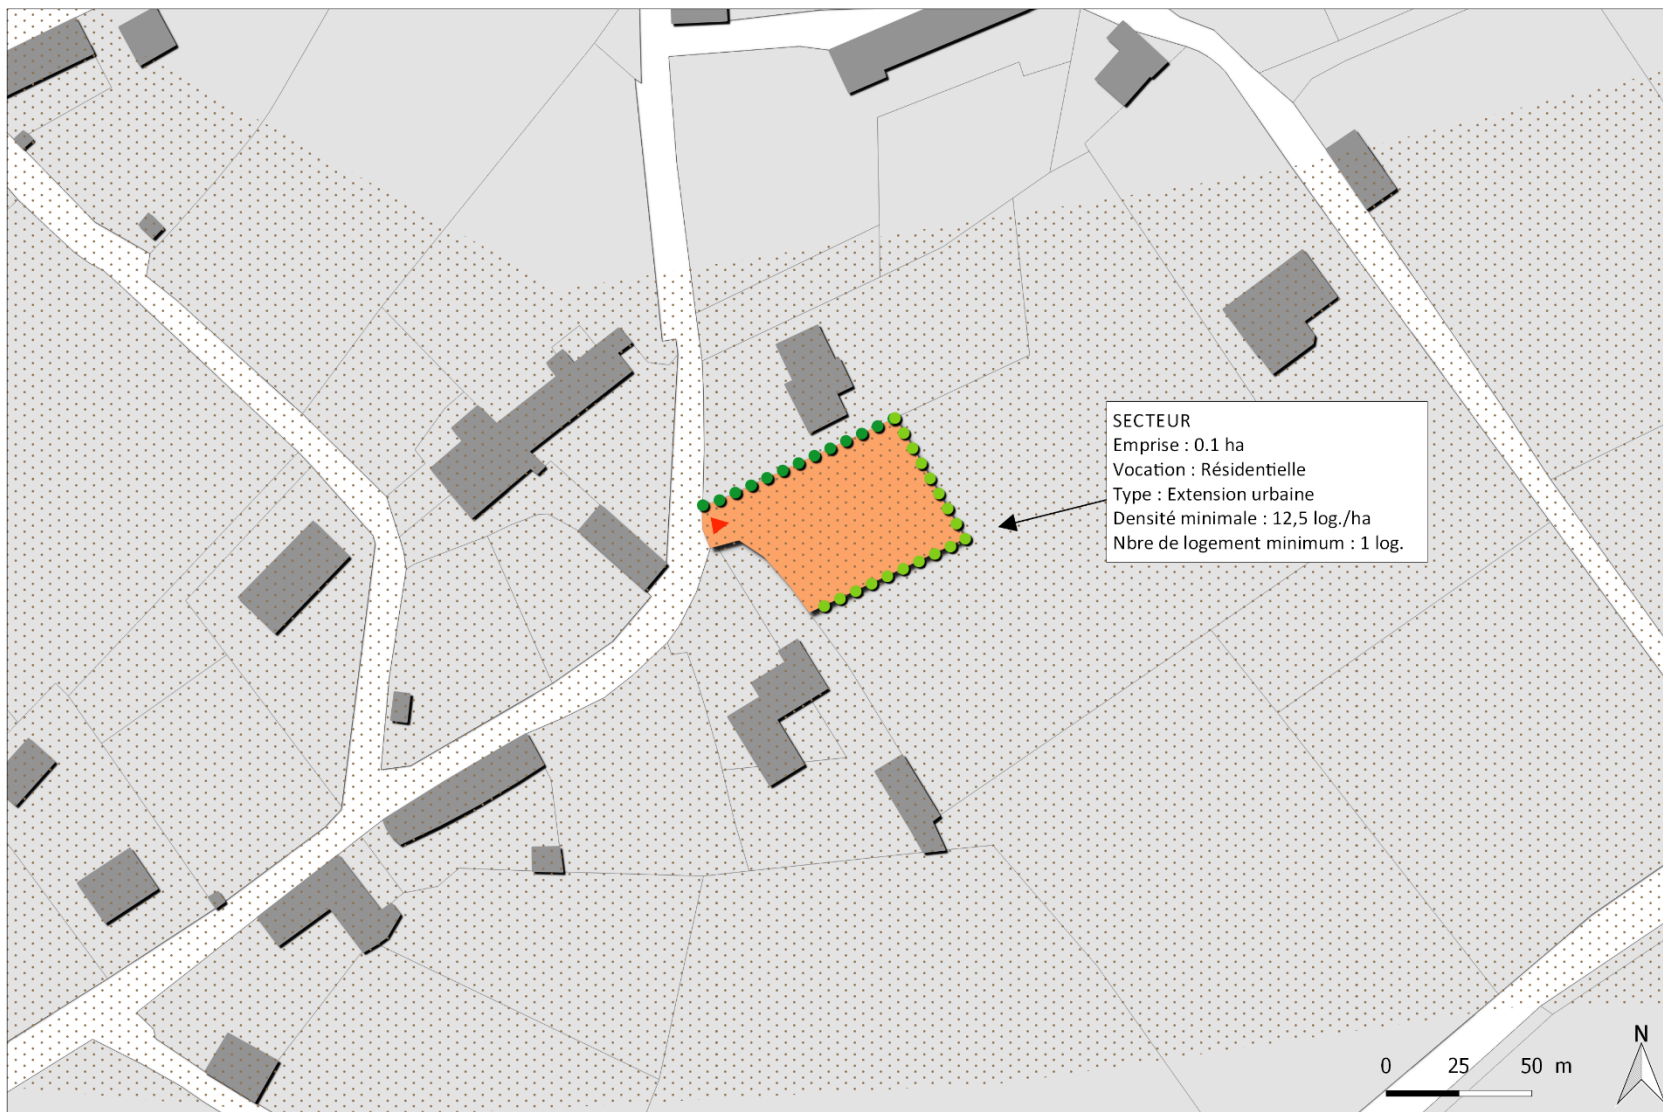 SECTEUR
Emprise : 0.1 ha
Vocation : Résidentielle
Type : Extension urbaine
Densité minimale : 12,5 log./ha
Nbre de logement minimum : 1 log.
N
0 25 50 m